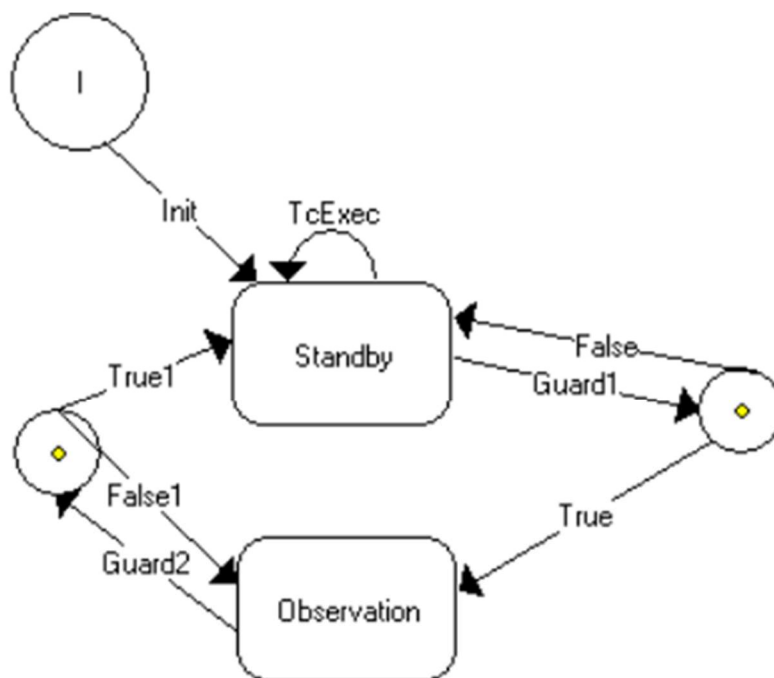 I
Init
TcExec
Standby
False
Guard1
True1
False1
True
Guard2
Observation